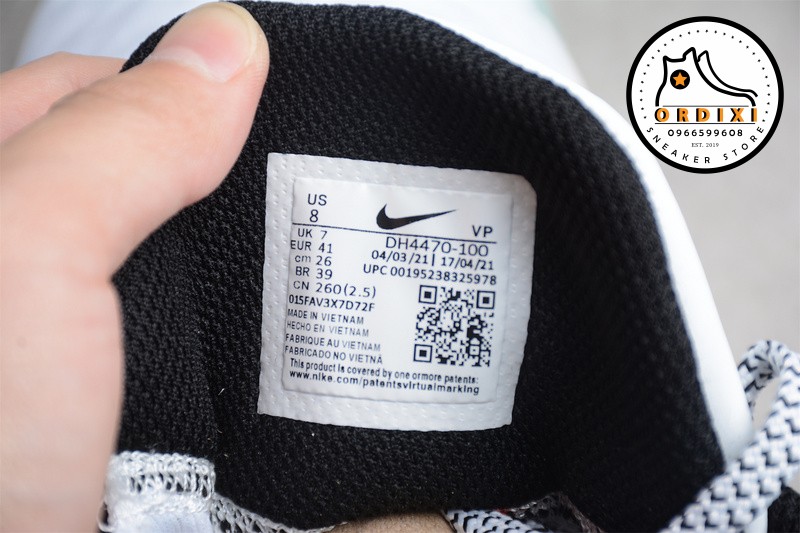 US
8
VP
UK 7
EUR 41
cm 26
BR 39
CN 260(2.5)
DH4470-100
04/03/21 | 17/04/21
UPC 00195238325978
015FAV3X7D72F
MADE IN VIETNAM
HECHO EN VIETNAM
FABRIQUE AU VIETNAM
FABRICADO NO VIETNÃ
This product is covered by one ormore patents:
www.nike.com/patentsvirtualmarking
ORDIXI
0966599608
EST. 2019
SNEAKER STORE